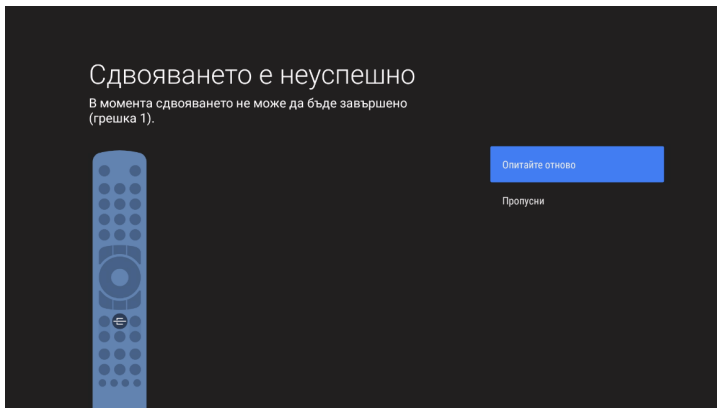 Сдвояването е неуспешно
В момента сдвояването не може да бъде завършено
(грешка 1).
Опитайте отново
Пропусни